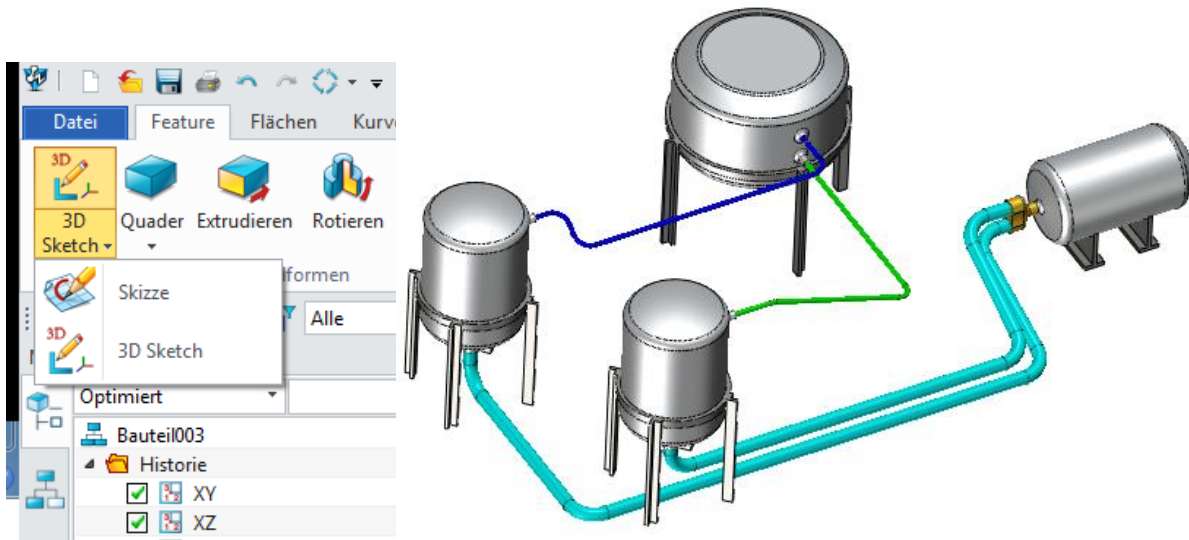 Datei Feature Flächen Kurv
3D
3D Sketch
Quader Extrudieren Rotieren
dformen
Skizze
Alle
3D
3D Sketch
Optimiert
Bauteil003
Historie
XY
XZ